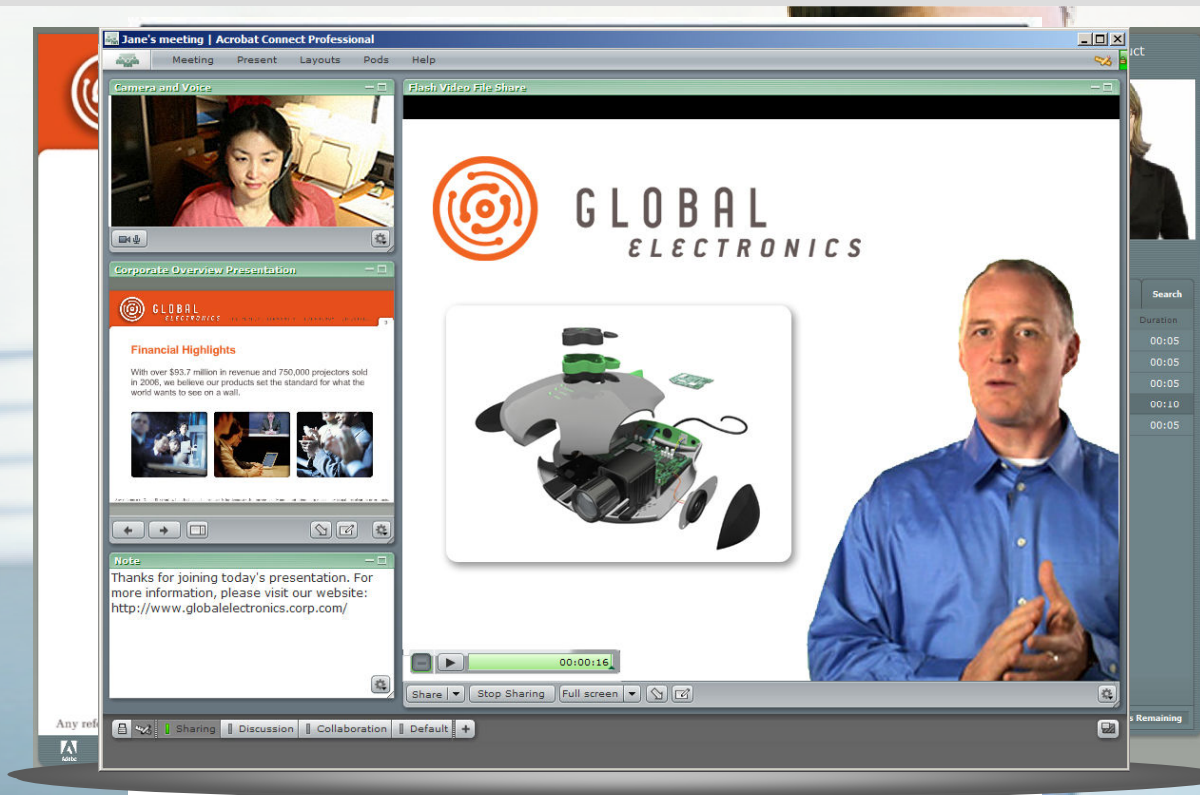 Jane's meeting | Acrobat Connect Professional
Meeting Present Layouts Pods Help
Camera and Voice
Corporate Overview Presentation
GLOBAL
ELECTRONICS
Financial Highlights
With over $93.7 million in revenue and 750,000 projectors sold
in 2006, we believe our products set the standard for what the
world wants to see on a wall.
Note
Thanks for joining today's presentation. For
more information, please visit our website:
http://www.globalelectronics.corp.com/
Flash Video File Share
GLOBAL
ELECTRONICS
00:00:16
Share Stop Sharing Full screen
Sharing Discussion Collaboration Default +
uct
Search
Duration
00:05
00:05
00:05
00:10
00:05
s Remaining
Any refe
Adobe